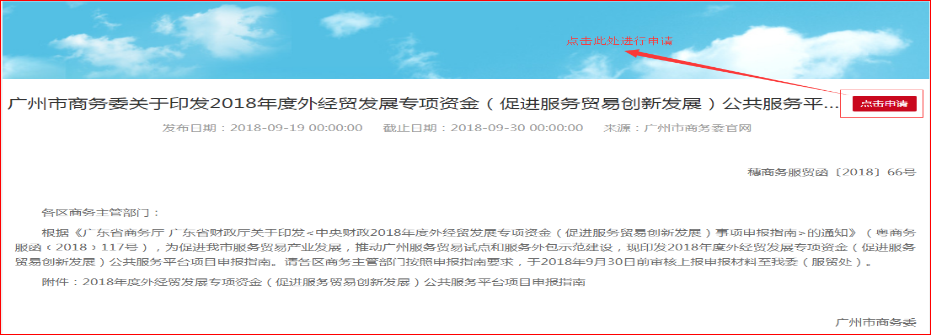 点击此处进行申请
广州市商务委关于印发2018年度外经贸发展专项资金（促进服务贸易创新发展）公共服务平... 点击申请
发布日期：2018-09-19 00:00:00 截止日期：2018-09-30 00:00:00 来源：广州市商务委官网
穗商务服贸函〔2018〕66号
各区商务主管部门：
根据《广东省商务厅 广东省财政厅关于印发<中央财政2018年度外经贸发展专项资金（促进服务贸易创新发展）事项申报指南>的通知》（粤商务
服函〔2018〕117号），为促进我市服务贸易产业发展，推动广州服务贸易试点和服务外包示范建设，现印发2018年度外经贸发展专项资金（促进服务
贸易创新发展）公共服务平台项目申报指南。请各区商务主管部门按照申报指南要求，于2018年9月30日前审核上报申报材料至我委（服贸处）。
附件：2018年度外经贸发展专项资金（促进服务贸易创新发展）公共服务平台项目申报指南
广州市商务委